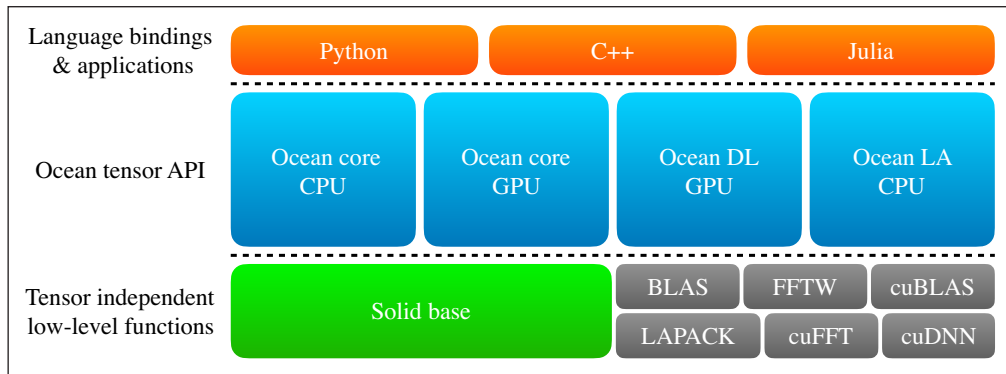 Language bindings
& applications
Python
C++
Julia
Ocean tensor API
Ocean core
CPU
Ocean core
GPU
Ocean DL
GPU
Ocean LA
CPU
Tensor independent
low-level functions
Solid base
BLAS
FFTW
cuBLAS
LAPACK
cuFFT
cuDNN